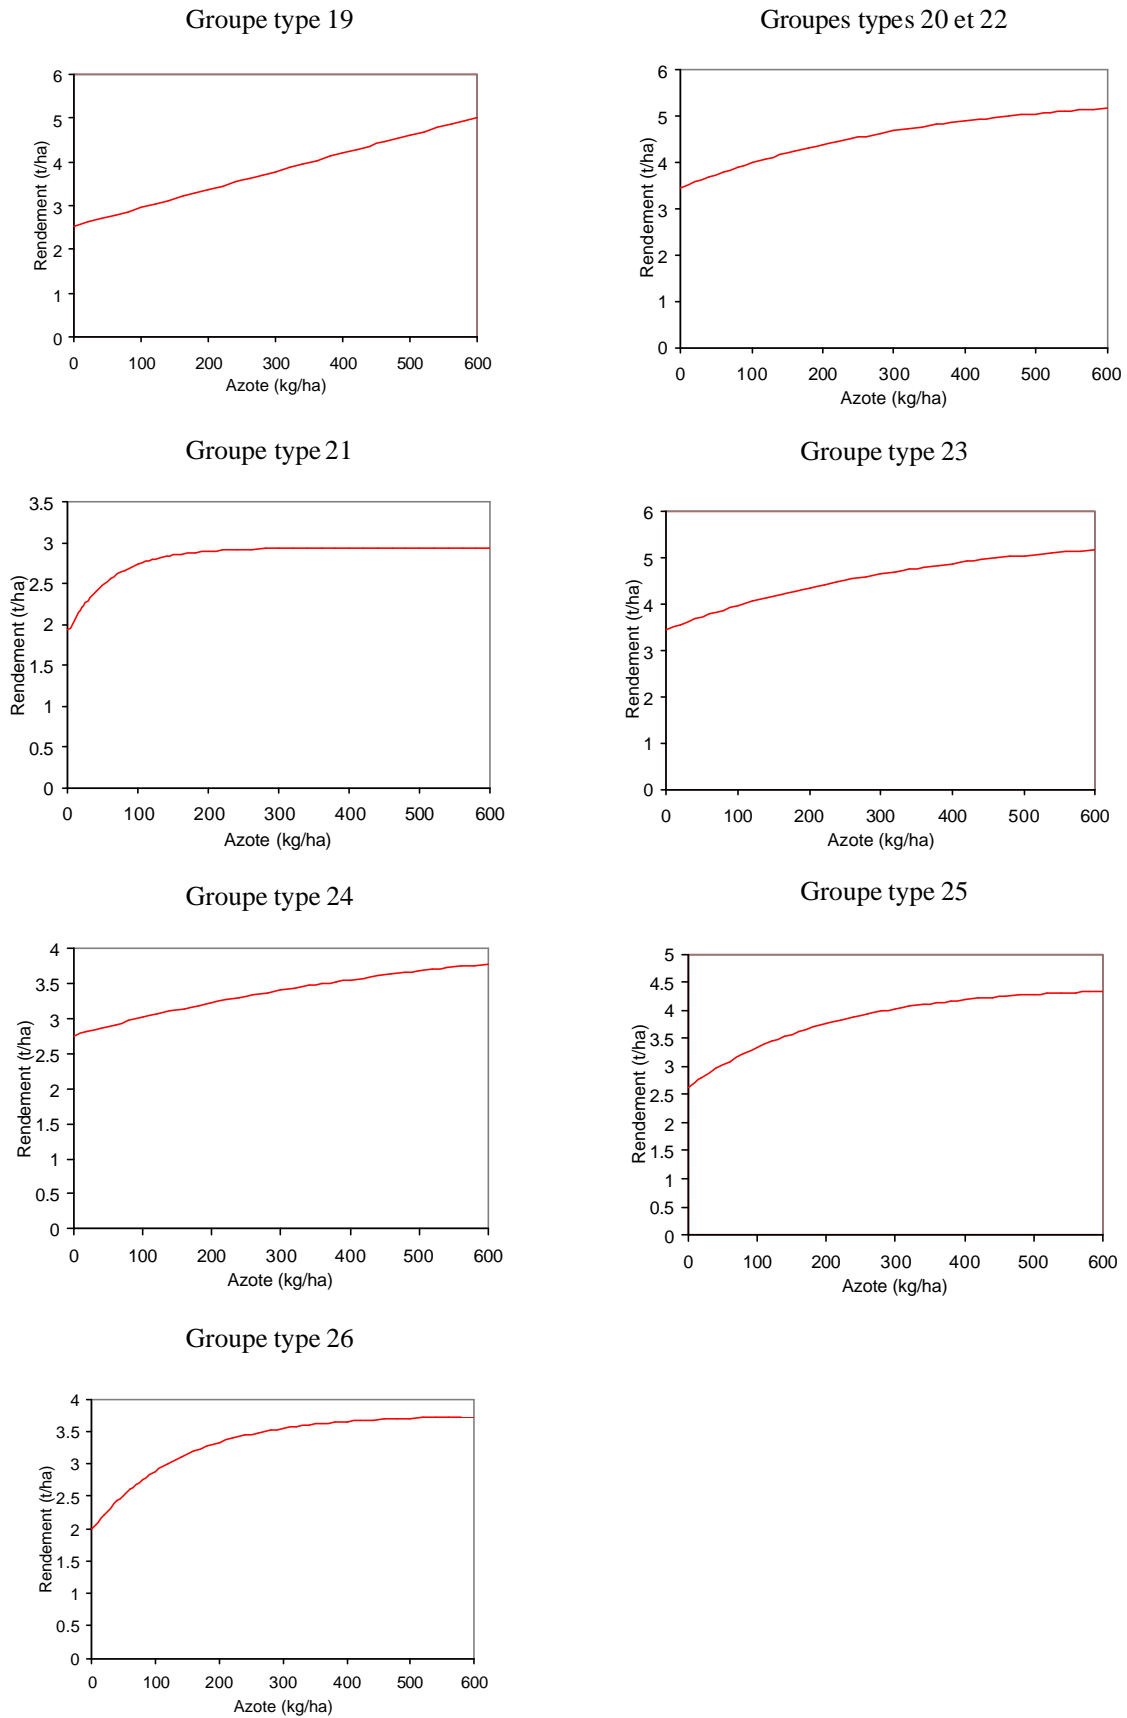 Groupe type 19
6
5
4
3
2
1
0
Rendement (t/ha)
0 100 200 300 400 500 600
Azote (kg/ha)
Groupes types 20 et 22
6
5
4
3
2
1
0
Rendement (t/ha)
0 100 200 300 400 500 600
Azote (kg/ha)
Groupe type 21
3.5
3
2.5
2
1.5
1
0.5
0
Rendement (t/ha)
0 100 200 300 400 500 600
Azote (kg/ha)
Groupe type 23
6
5
4
3
2
1
0
Rendement (t/ha)
0 100 200 300 400 500 600
Azote (kg/ha)
Groupe type 24
4
3.5
3
2.5
2
1.5
1
0.5
0
Rendement (t/ha)
0 100 200 300 400 500 600
Azote (kg/ha)
Groupe type 25
5
4.5
4
3.5
3
2.5
2
1.5
1
0.5
0
Rendement (t/ha)
0 100 200 300 400 500 600
Azote (kg/ha)
Groupe type 26
4
3.5
3
2.5
2
1.5
1
0.5
0
Rendement (t/ha)
0 100 200 300 400 500 600
Azote (kg/ha)